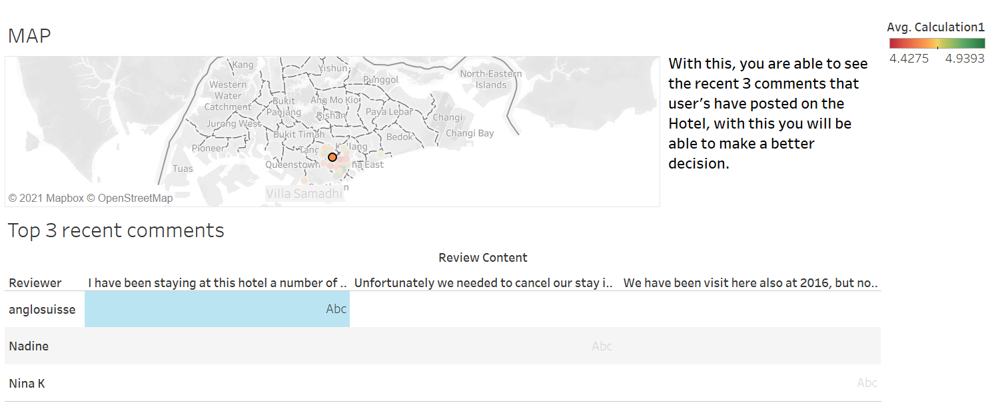 MAP
Avg. Calculation1
4.4275 4.9393
With this, you are able to see
the recent 3 comments that
user’s have posted on the
Hotel, with this you will be
able to make a better
decision.
Kang
Yishun
Punggol
North-Eastern
Islands
Western
Water
Catchment
Bukit
Panjang
Ang Mo Kio
Bishan
Paya Lebar
Changi
Jurong West
Bukit Timah
Bedok
Changi Bay
Pioneer
Tuas
Queenstown
East
Villa Samadhi
© 2021 Mapbox © OpenStreetMap
Top 3 recent comments
Review Content
Reviewer I have been staying at this hotel a number of .. Unfortunately we needed to cancel our stay i.. We have been visit here also at 2016, but no..
anglosuisse Abc
Nadine Abc
Nina K Abc